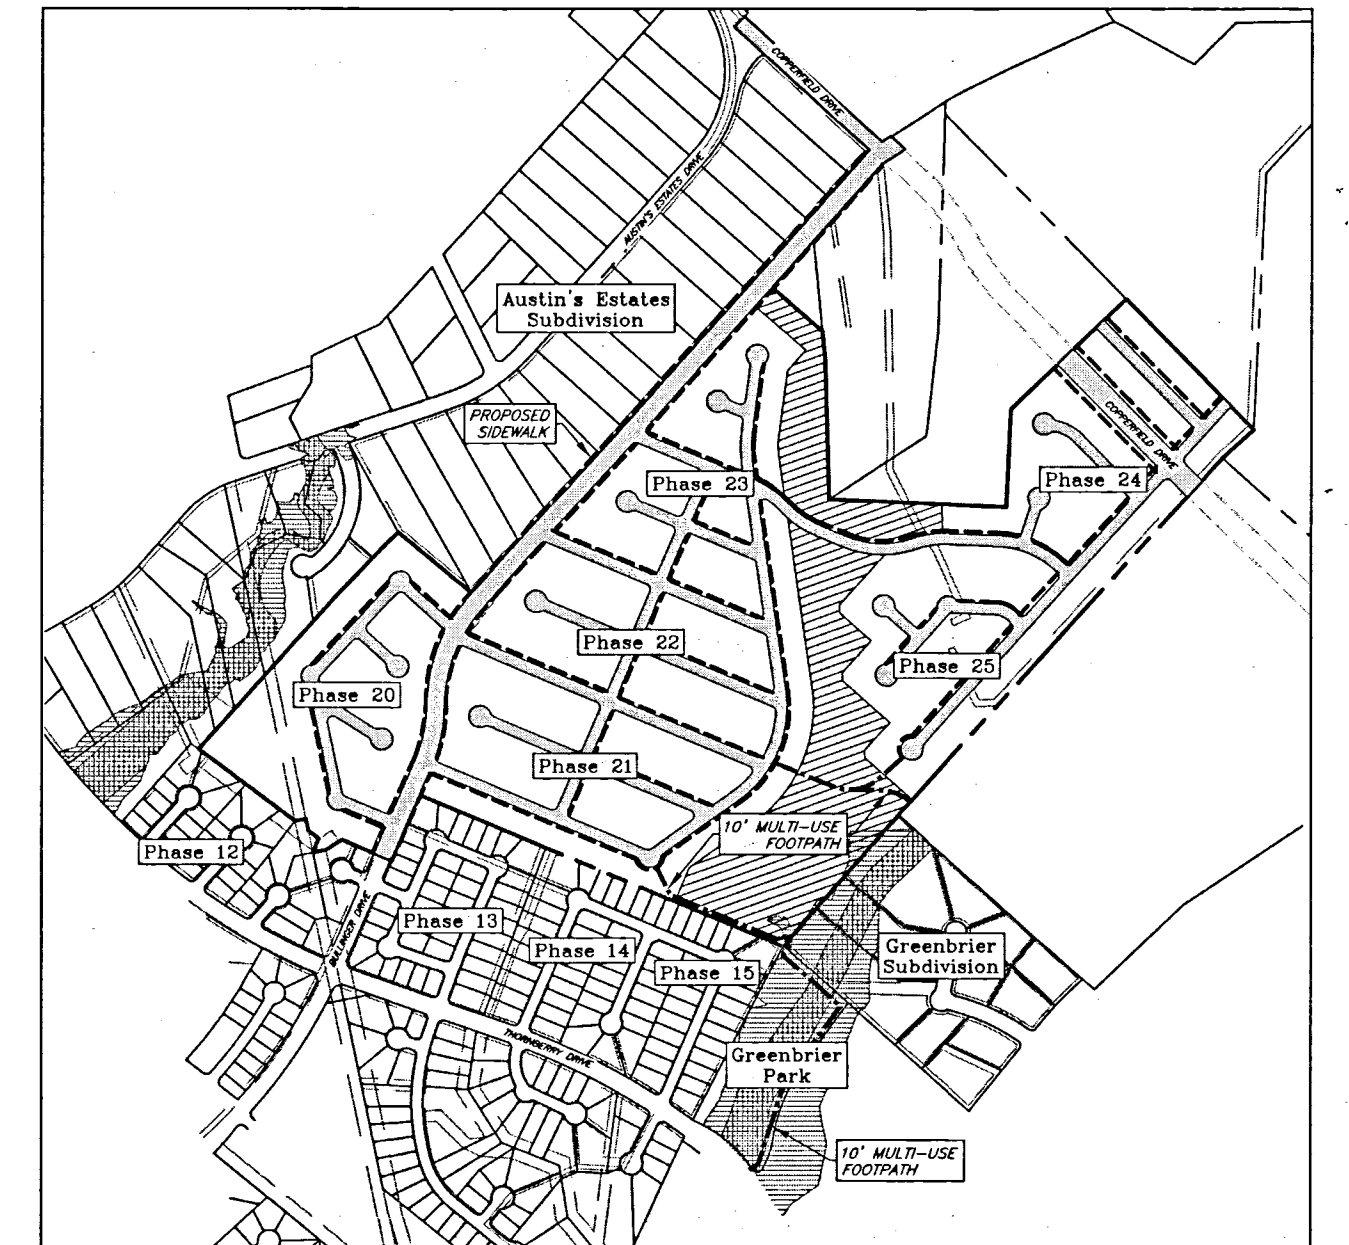 COPPERFIELD DRIVE
AUSTIN'S ESTATES DRIVE
Austin's Estates
Subdivision
PROPOSED
SIDEWALK
COPPERFIELD DRIVE
Phase 23
Phase 24
Phase 22
Phase 25
Phase 20
Phase 21
10' MULTI-USE
FOOTPATH
Phase 12
Phase 13
BULLINGER DRIVE
Phase 14
Greenbrier
Subdivision
Phase 15
THORNBERRY DRIVE
Greenbrier
Park
10' MULTI-USE
FOOTPATH